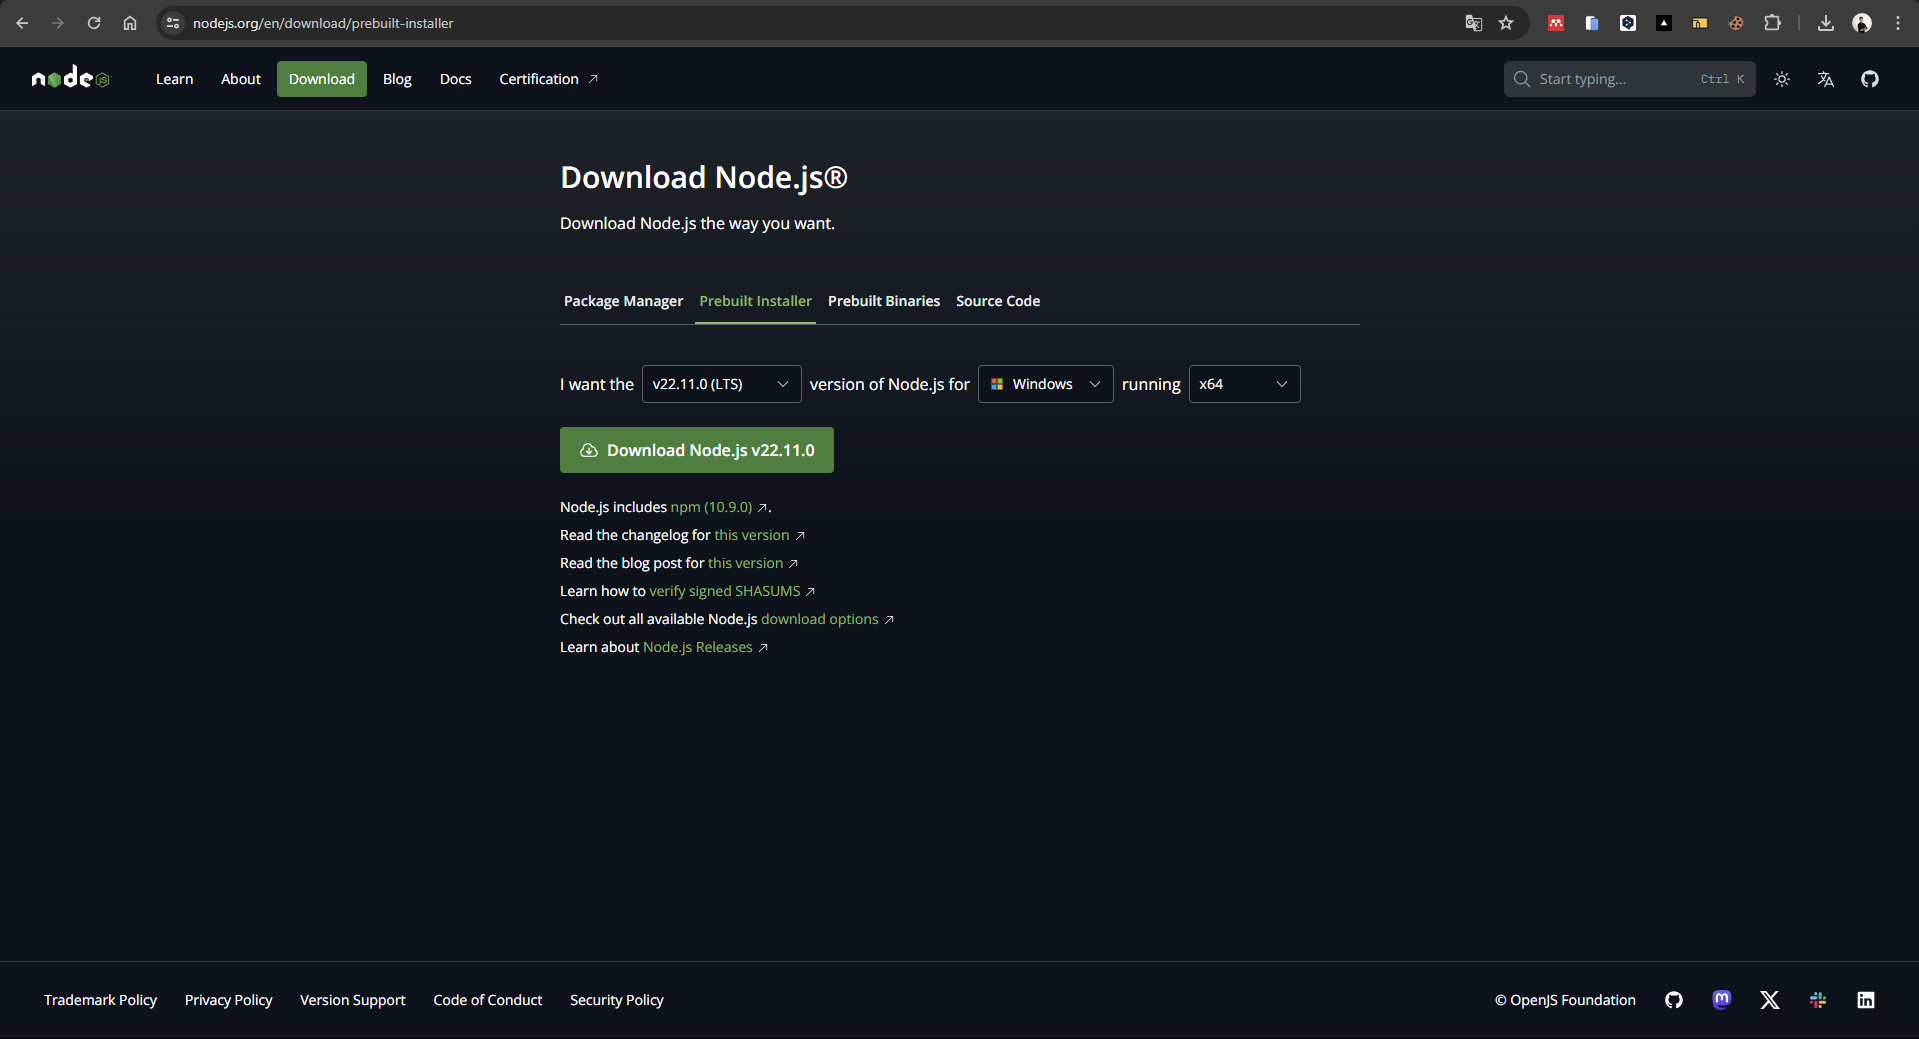 nodejs.org/en/download/prebuilt-installer
node JS Learn About Download Blog Docs Certification Start typing... Ctrl K
Download Node.js®
Download Node.js the way you want.
Package Manager Prebuilt Installer Prebuilt Binaries Source Code
I want the v22.11.0 (LTS) version of Node.js for Windows running x64
Download Node.js v22.11.0
Node.js includes npm (10.9.0) ↗.
Read the changelog for this version ↗
Read the blog post for this version ↗
Learn how to verify signed SHASUMS ↗
Check out all available Node.js download options ↗
Learn about Node.js Releases ↗
Trademark Policy Privacy Policy Version Support Code of Conduct Security Policy © OpenJS Foundation